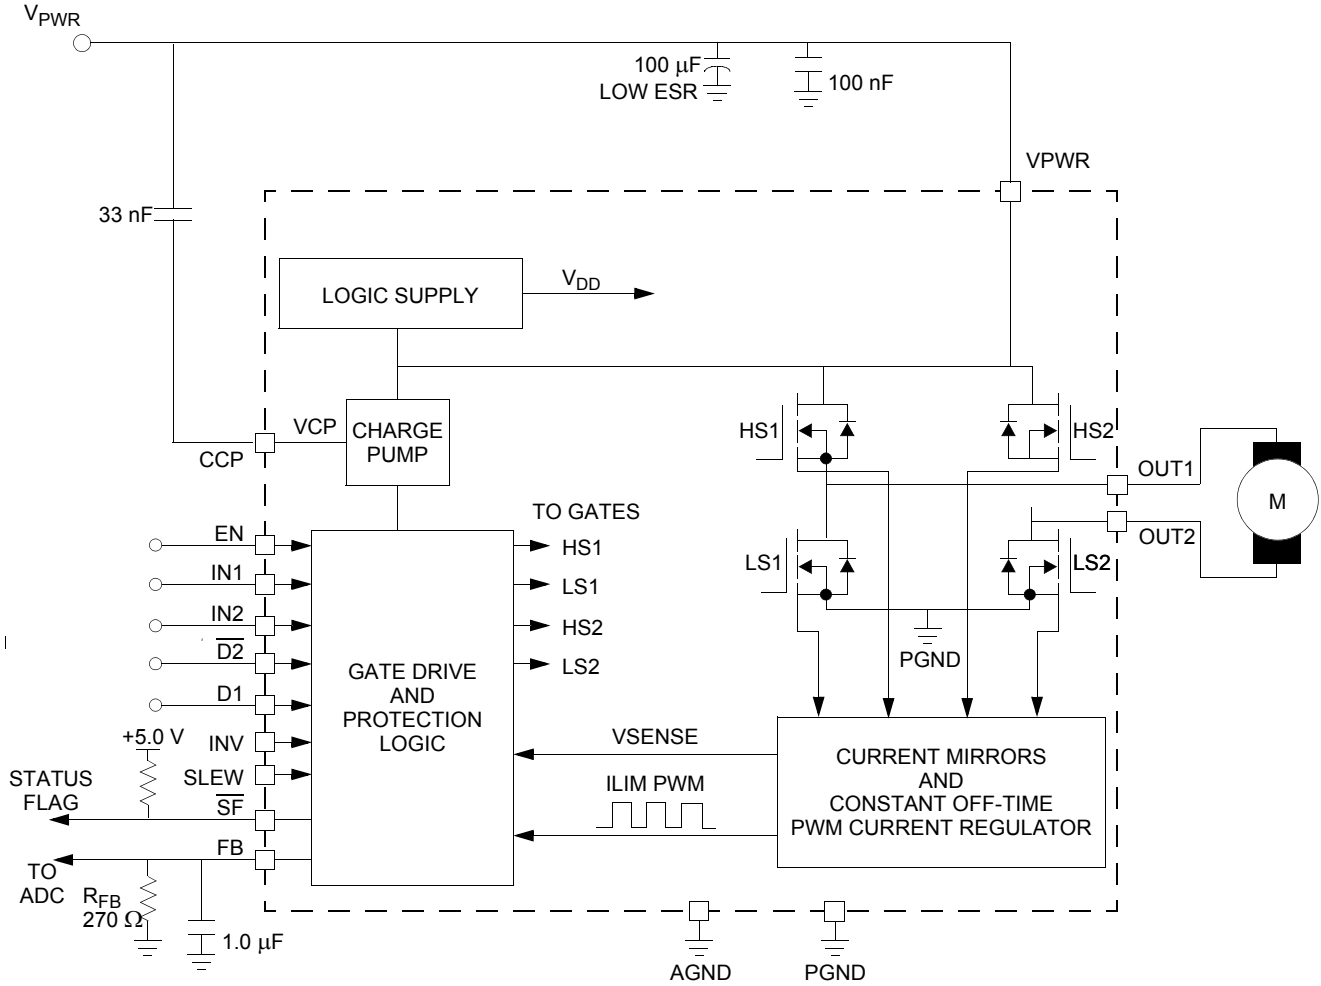 VPWR
100 µF
LOW ESR
100 nF
VPWR
33 nF
LOGIC SUPPLY
VDD
VCP
CCP
CHARGE
PUMP
HS1
HS2
OUT1
M
OUT2
LS1
LS2
PGND
TO GATES
HS1
LS1
HS2
LS2
EN
IN1
IN2
D2
D1
INV
SLEW
SF
FB
+5.0 V
STATUS
FLAG
TO
ADC
RFB
270 Ω
1.0 µF
GATE DRIVE
AND
PROTECTION
LOGIC
VSENSE
ILIM PWM
CURRENT MIRRORS
AND
CONSTANT OFF-TIME
PWM CURRENT REGULATOR
AGND
PGND